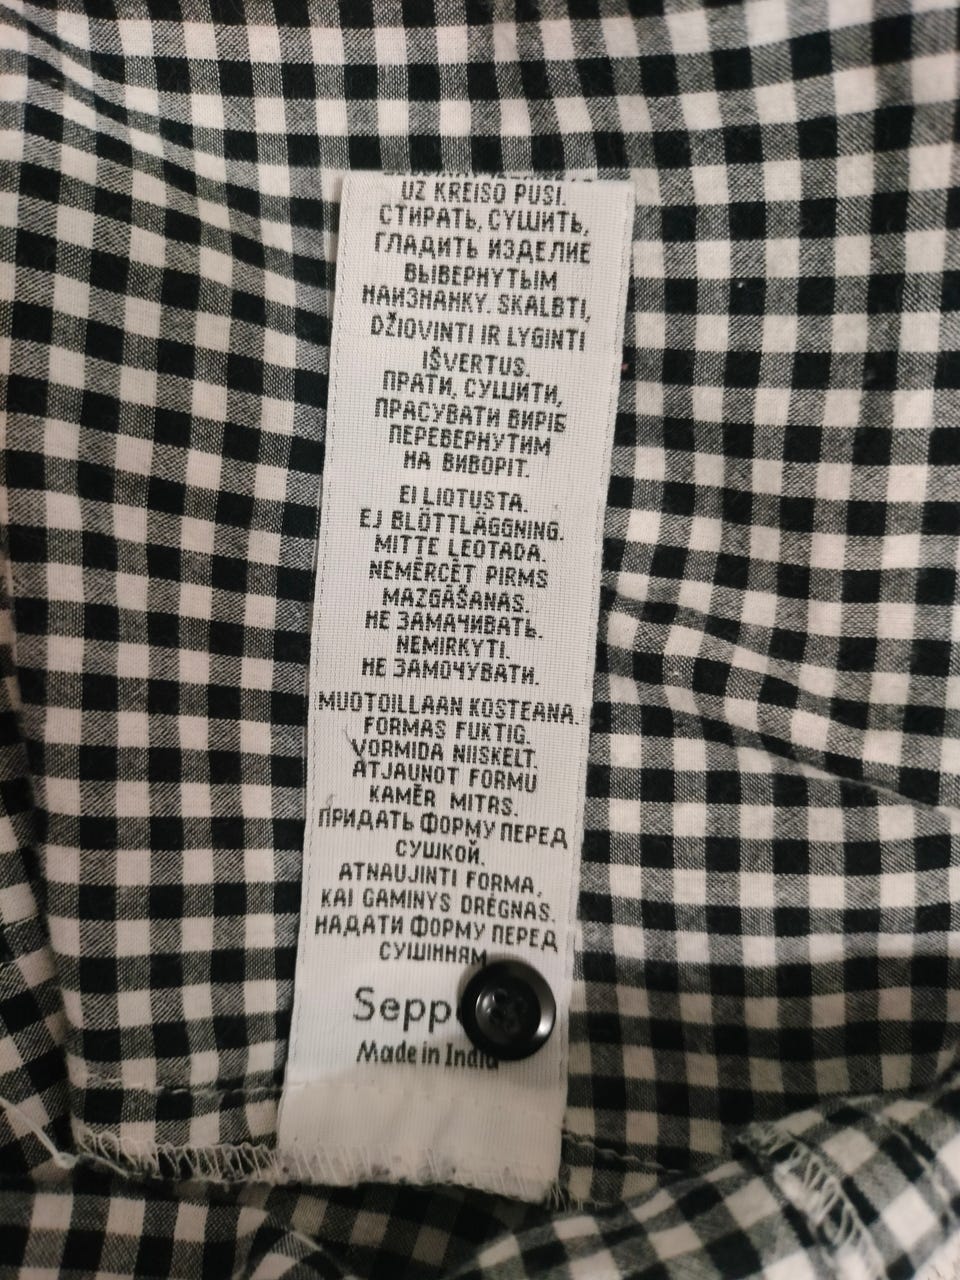 UZ KREISO PUSI.
СТИРАТЬ, СУШИТЬ,
ГЛАДИТЬ ИЗДЕЛИЕ
ВЫВЕРНУТЫМ
НАИЗНАНКУ. SKALBTI,
DŽIOVINTI IR LYGINTI
IŠVERTUS.
ПРАТИ, СУШИТИ,
ПРАСУВАТИ ВИРІБ
ПЕРЕВЕРНУТИМ
НА ВИВОРІТ.
EI LIOTUSTA.
EJ BLÖTTLÄGGNING.
MITTE LEOTADA.
NEMĒRCĒT PIRMS
MAZGĀŠANAS.
НЕ ЗАМАЧИВАТЬ.
NEMIRKYTI.
НЕ ЗАМОЧУВАТИ.
MUOTOILLAAN KOSTEANA.
FORMAS FUKTIG.
VORMIDA NIISKELT.
ATJAUNOT FORMU
KAMĒR MITRS.
ПРИДАТЬ ФОРМУ ПЕРЕД
СУШКОЙ.
ATNAUJINTI FORMA,
KAI GAMINYS DRĖGNAS.
НАДАТИ ФОРМУ ПЕРЕД
СУШІННЯМ
Made in India